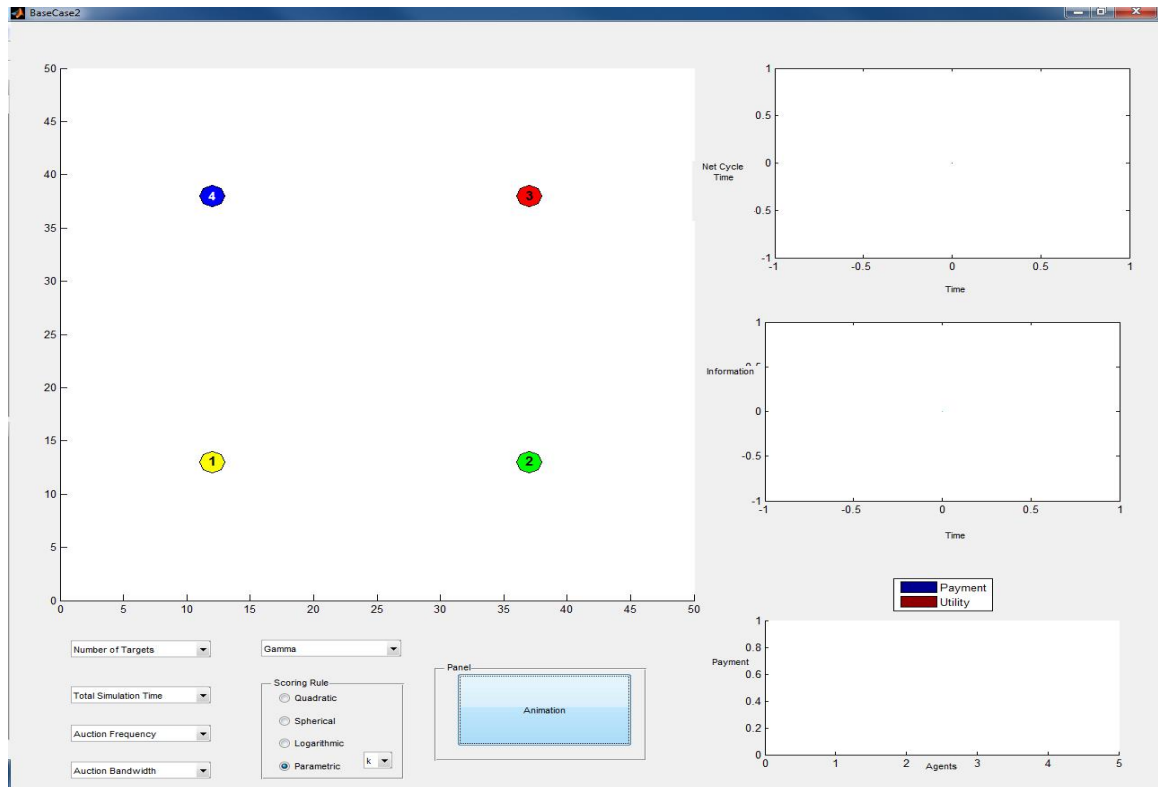 BaseCase2
50
45
40
35
30
25
20
15
10
5
0
4
3
1
2
0 5 10 15 20 25 30 35 40 45 50
Number of Targets
Total Simulation Time
Auction Frequency
Auction Bandwidth
Gamma
Scoring Rule
Quadratic
Spherical
Logarithmic
Parametric
k
Panel
Animation
Net Cycle
Time
1
0.5
0
-0.5
-1
-1 -0.5 0 0.5 1
Time
Information
1
0
-0.5
-1
-1 -0.5 0 0.5 1
Time
Payment
Utility
Payment
1
0.8
0.6
0.4
0.2
0
0 1 2 3 4 5
Agents